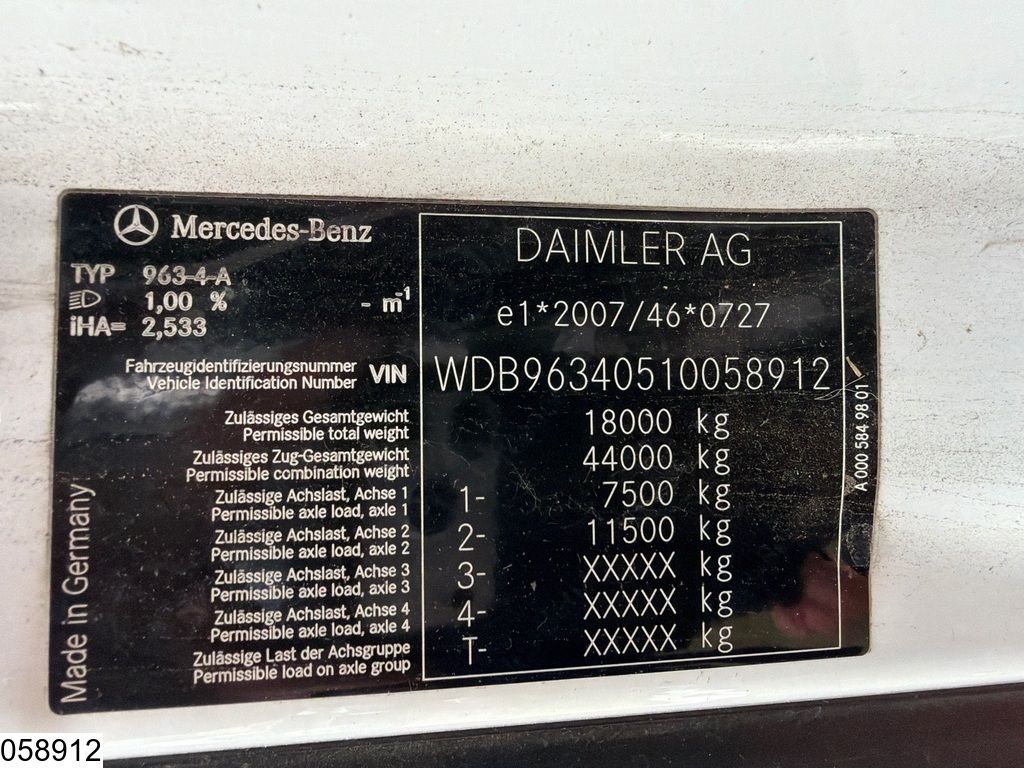 Mercedes-Benz
TYP 963-4-A
1,00 % - m-1
iHA= 2,533
DAIMLER AG
e1*2007/46*0727
Fahrzeugidentifizierungsnummer
Vehicle Identification Number VIN WDB96340510058912
Zulässiges Gesamtgewicht
Permissible total weight 18000 kg
Zulässiges Zug-Gesamtgewicht
Permissible combination weight 44000 kg
Zulässige Achslast, Achse 1
Permissible axle load, axle 1 1- 7500 kg
Zulässige Achslast, Achse 2
Permissible axle load, axle 2 2- 11500 kg
Zulässige Achslast, Achse 3
Permissible axle load, axle 3 3- XXXXX kg
Zulässige Achslast, Achse 4
Permissible axle load, axle 4 4- XXXXX kg
Zulässige Last der Achsgruppe
Permissible load on axle group T- XXXXX kg
Made in Germany
A 000 584 98 01
058912